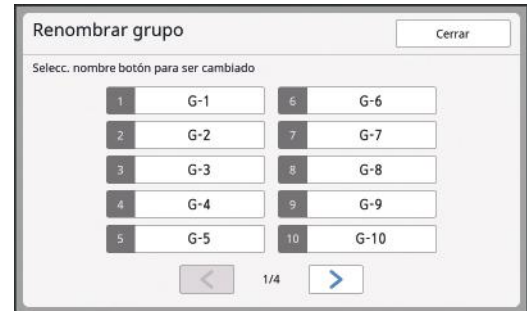 Renombrar grupo
Cerrar
Selecc. nombre botón para ser cambiado
1 G-1
2 G-2
3 G-3
4 G-4
5 G-5
6 G-6
7 G-7
8 G-8
9 G-9
10 G-10
1/4